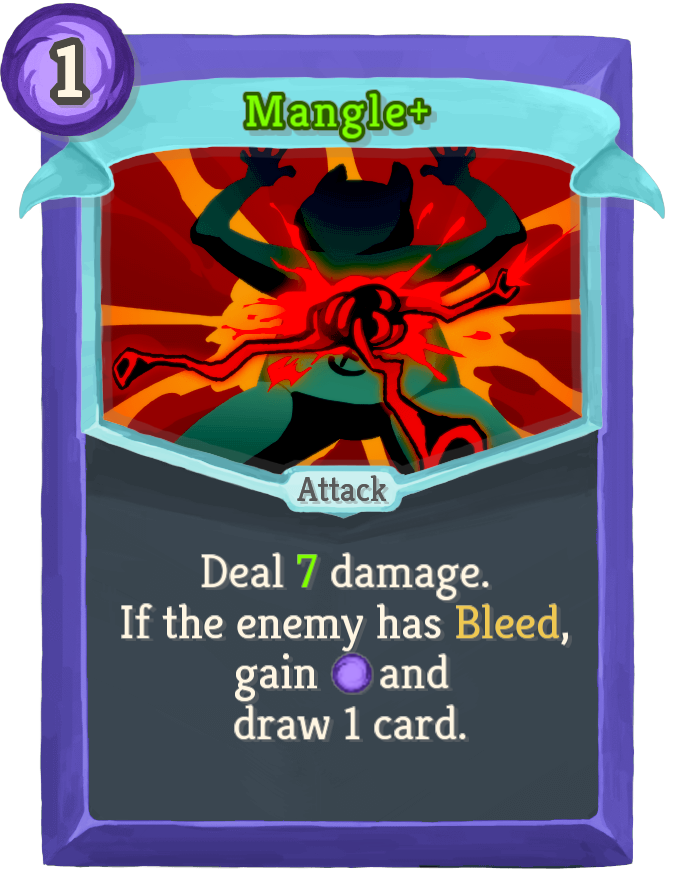 1
Mangle+
Attack
Deal 7 damage.
If the enemy has Bleed,
gain and
draw 1 card.